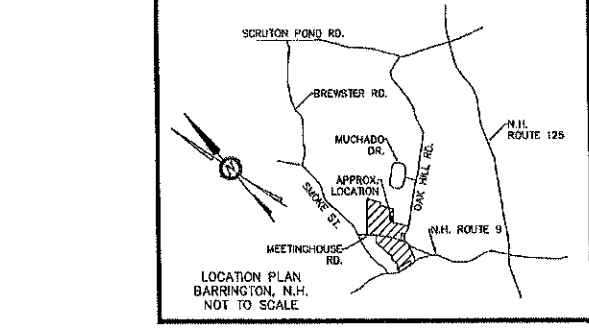 SCRUTON POND RD.
BREWSTER RD.
N.H.
ROUTE 125
MUCHADO
DR.
OAK HILL RD.
APPROX.
LOCATION
SMOKE ST.
N
N.H. ROUTE 9
MEETINGHOUSE
RD.
LOCATION PLAN
BARRINGTON, N.H.
NOT TO SCALE